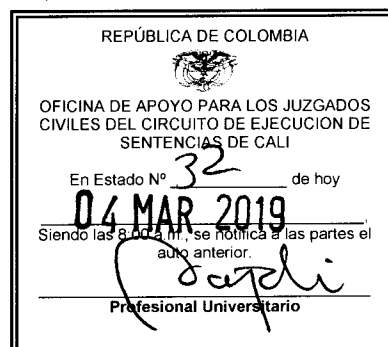 REPÚBLICA DE COLOMBIA
OFICINA DE APOYO PARA LOS JUZGADOS
CIVILES DEL CIRCUITO DE EJECUCION DE
SENTENCIAS DE CALI
En Estado Nº 32 de hoy
04 MAR 2019
Siendo las 8:00 a.m., se notifica a las partes el
auto anterior.
Profesional Universitario